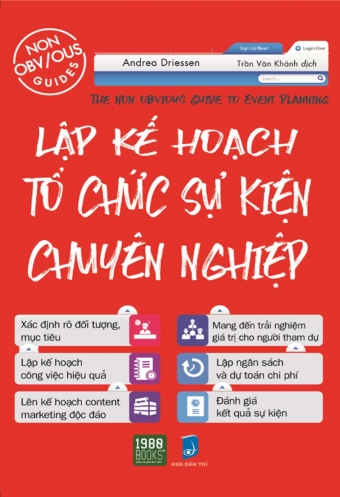 NON
OBVIOUS
GUIDES
Sign Up Now!
Login User
Andrea Driessen
Trần Văn Khánh dịch
Search...
THE NON OBVIOUS GUIDE TO EVENT PLANNING
LẬP KẾ HOẠCH
TỔ CHỨC SỰ KIỆN
CHUYÊN NGHIỆP
Xác định rõ đối tượng,
mục tiêu
Mang đến trải nghiệm
giá trị cho người tham dự
Lập kế hoạch
công việc hiệu quả
Lập ngân sách
và dự toán chi phí
Lên kế hoạch content
marketing độc đáo
Đánh giá
kết quả sự kiện
1980
BOOKS
NXB DÂN TRÍ